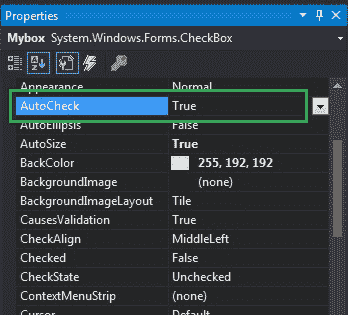 Properties
Mybox System.Windows.Forms.CheckBox
Appearance Normal
AutoCheck True
AutoEllipsis False
AutoSize True
BackColor 255, 192, 192
BackgroundImage (none)
BackgroundImageLayout Tile
CausesValidation True
CheckAlign MiddleLeft
Checked False
CheckState Unchecked
ContextMenuStrip (none)
Cursor Default